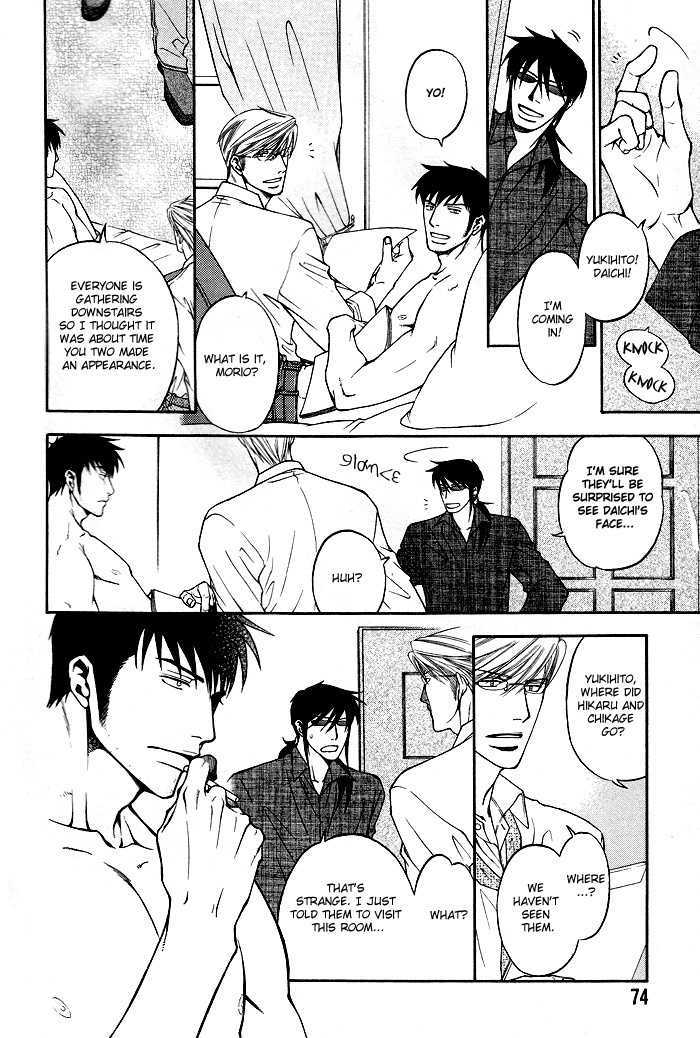 KNOCK
KNOCK
YUKIHITO!
DAICHI!
I'M
COMING
IN!
YO!
WHAT IS IT,
MORIO?
EVERYONE IS
GATHERING
DOWNSTAIRS
SO I THOUGHT IT
WAS ABOUT TIME
YOU TWO MADE
AN APPEARANCE.
I'M SURE
THEY'LL BE
SURPRISED TO
SEE DAICHI'S
FACE...
HUH?
YUKIHITO,
WHERE DID
HIKARU AND
CHIKAGE
GO?
WHERE
...?
WE
HAVEN'T
SEEN
THEM.
WHAT?
THAT'S
STRANGE. I JUST
TOLD THEM TO VISIT
THIS ROOM...
74